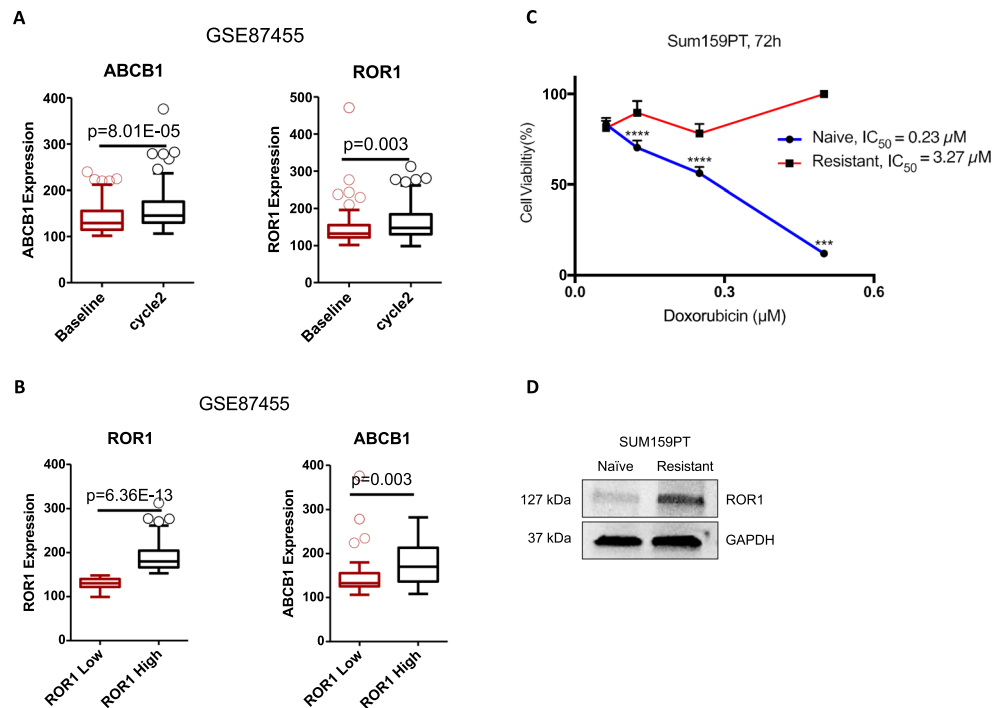 A
GSE87455
ABCB1
ABCB1 Expression
400
300
200
100
0
p=8.01E-05
Baseline
cycle2
ROR1
ROR1 Expression
500
400
300
200
100
0
p=0.003
Baseline
cycle2
B
GSE87455
ROR1
ROR1 Expression
400
300
200
100
0
p=6.36E-13
ROR1 Low
ROR1 High
ABCB1
ABCB1 Expression
400
300
200
100
0
p=0.003
ROR1 Low
ROR1 High
C
Sum159PT, 72h
Cell Viabiltiy(%)
100
50
0
****
****
***
0.0
0.3
0.6
Doxorubicin (µM)
Naive, IC50 = 0.23 µM
Resistant, IC50 = 3.27 µM
D
SUM159PT
Naïve
Resistant
127 kDa
ROR1
37 kDa
GAPDH